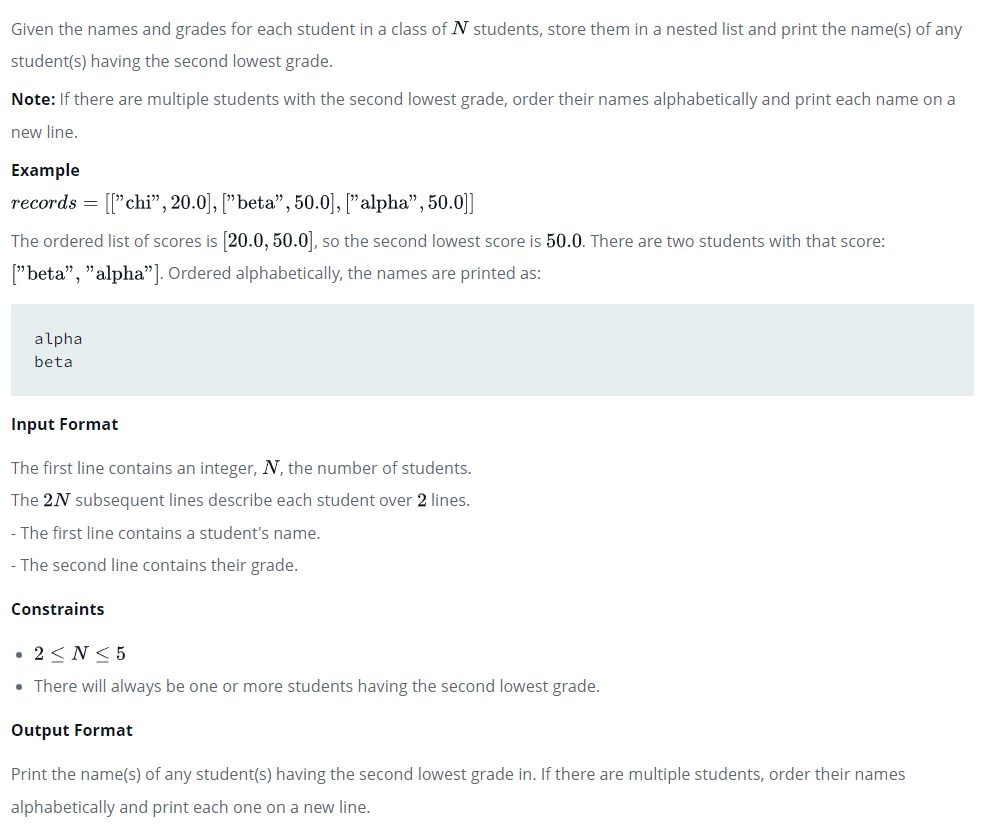 Given the names and grades for each student in a class of N students, store them in a nested list and print the name(s) of any
student(s) having the second lowest grade.
Note: If there are multiple students with the second lowest grade, order their names alphabetically and print each name on a
new line.
Example
records = [["chi", 20.0], ["beta", 50.0], ["alpha", 50.0]]
The ordered list of scores is [20.0, 50.0], so the second lowest score is 50.0. There are two students with that score:
["beta", "alpha"]. Ordered alphabetically, the names are printed as:
alpha
beta
Input Format
The first line contains an integer, N, the number of students.
The 2N subsequent lines describe each student over 2 lines.
- The first line contains a student's name.
- The second line contains their grade.
Constraints
• 2 ≤ N ≤ 5
• There will always be one or more students having the second lowest grade.
Output Format
Print the name(s) of any student(s) having the second lowest grade in. If there are multiple students, order their names
alphabetically and print each one on a new line.